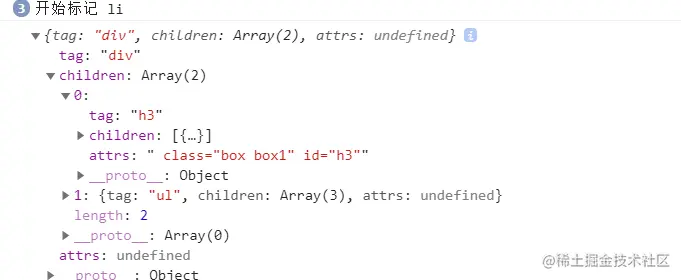 3 开始标记 li
{tag: "div", children: Array(2), attrs: undefined} i
tag: "div"
children: Array(2)
0:
tag: "h3"
children: [{…}]
attrs: " class="box box1" id="h3""
__proto__: Object
1: {tag: "ul", children: Array(3), attrs: undefined}
length: 2
__proto__: Array(0)
attrs: undefined
__proto__: Object
@稀土掘金技术社区